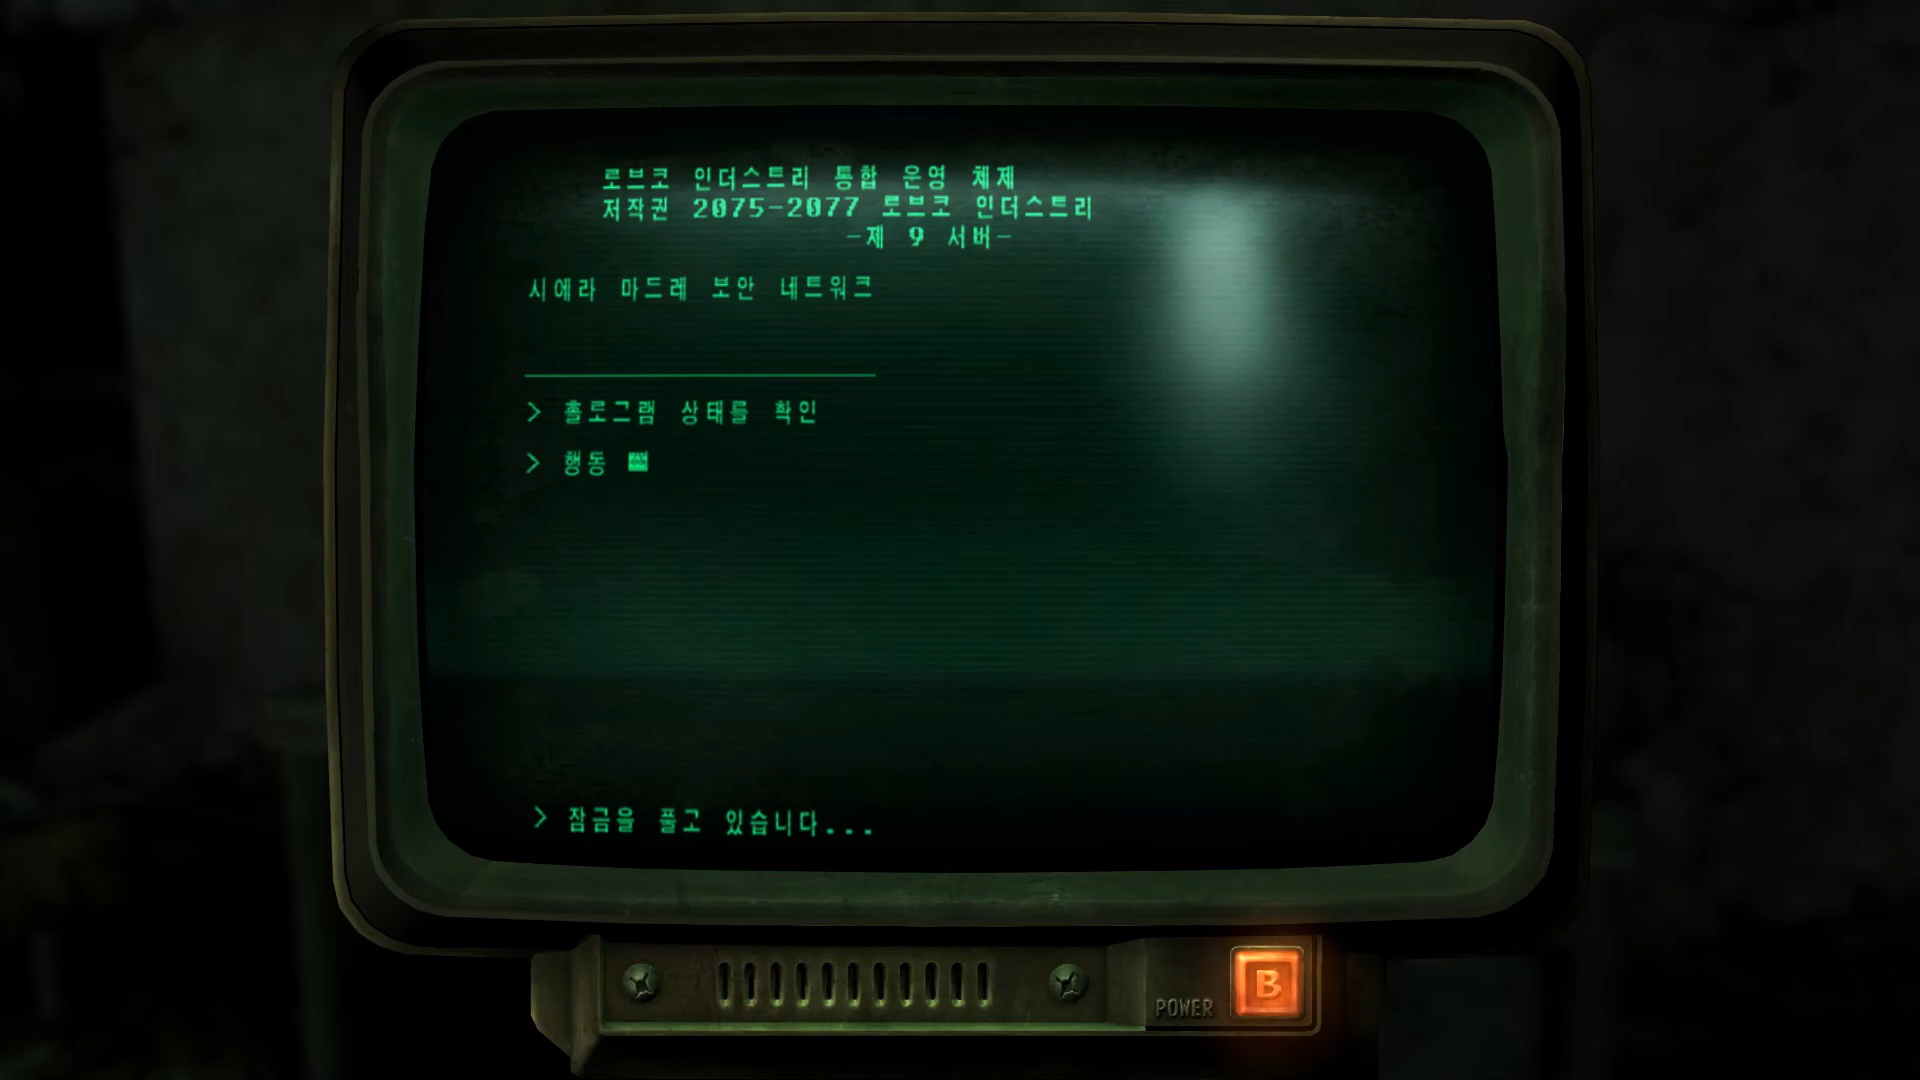 로브코 인더스트리 통합 운영 체제
저작권 2075-2077 로브코 인더스트리
-제 9 서버-
시에라 마드레 보안 네트워크
> 홀로그램 상태를 확인
> 행동
> 잠금을 풀고 있습니다...
POWER B